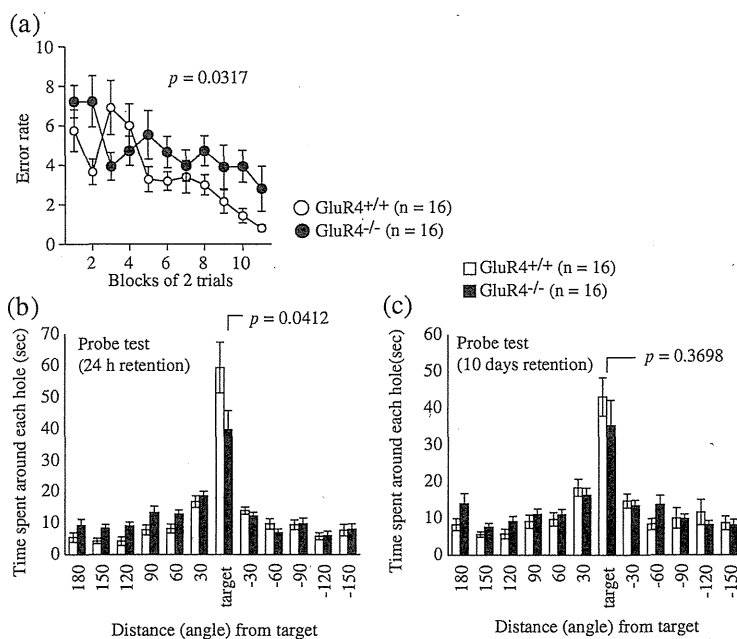 (a)
10
8
6
4
2
0
Error rate
p = 0.0317
2 4 6 8 10
Blocks of 2 trials
GluR4+/+ (n = 16)
GluR4-/- (n = 16)
GluR4+/+ (n = 16)
GluR4-/- (n = 16)
(b)
70
60
50
40
30
20
10
0
Time spent around each hole (sec)
Probe test
(24 h retention)
p = 0.0412
180 150 120 90 60 30 target -30 -60 -90 -120 -150
Distance (angle) from target
(c)
60
50
40
30
20
10
0
Time spent around each hole(sec)
Probe test
(10 days retention)
p = 0.3698
180 150 120 90 60 30 target -30 -60 -90 -120 -150
Distance (angle) from target